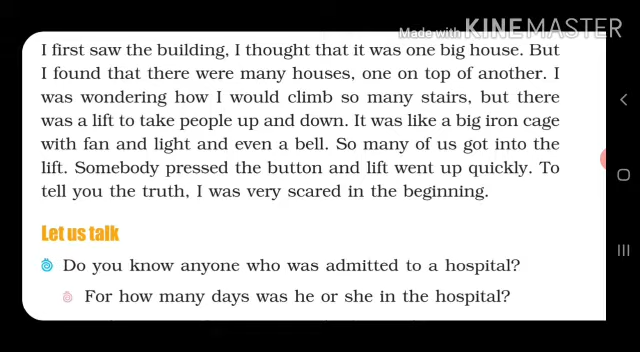 Made with KINEMASTER
I first saw the building, I thought that it was one big house. But
I found that there were many houses, one on top of another. I
was wondering how I would climb so many stairs, but there
was a lift to take people up and down. It was like a big iron cage
with fan and light and even a bell. So many of us got into the
lift. Somebody pressed the button and lift went up quickly. To
tell you the truth, I was very scared in the beginning.
Let us talk
Do you know anyone who was admitted to a hospital?
For how many days was he or she in the hospital?